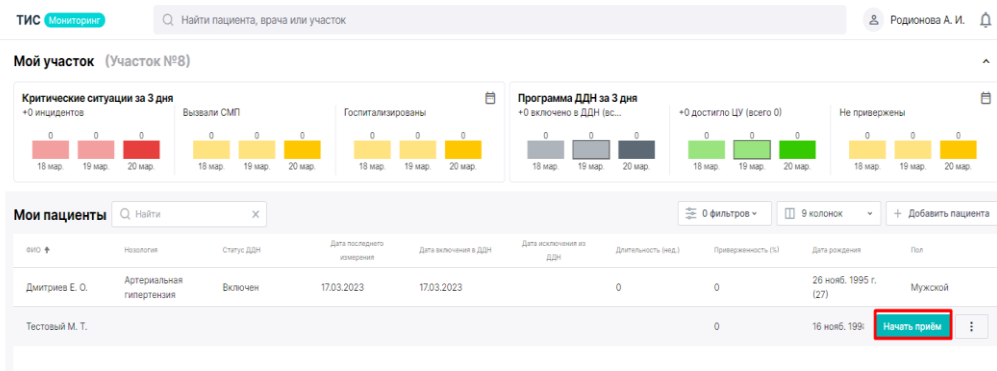 ТИС Мониторинг Найти пациента, врача или участок Родионова А. И.
Мой участок (Участок №8)
Критические ситуации за 3 дня
+0 инцидентов Вызвали СМП Госпитализированы
0 0 0 0 0 0 0 0 0
18 мар. 19 мар. 20 мар. 18 мар. 19 мар. 20 мар. 18 мар. 19 мар. 20 мар.
Программа ДДН за 3 дня
+0 включено в ДДН (вс... +0 достигло ЦУ (всего 0) Не привержены
0 0 0 0 0 0 0 0 0
18 мар. 19 мар. 20 мар. 18 мар. 19 мар. 20 мар. 18 мар. 19 мар. 20 мар.
Мои пациенты Найти 0 фильтров 9 колонок + Добавить пациента
ФИО Нозология Статус ДДН Дата последнего Дата включения в ДДН Дата исключения из Длительность (нед.) Приверженность (%) Дата рождения Пол
измерения ДДН
Артериальная 26 нояб. 1995 г.
Дмитриев Е. О. Включен 17.03.2023 17.03.2023 0 0 Мужской
гипертензия (27)
Тестовый М. Т. 0 16 нояб. Начать приём